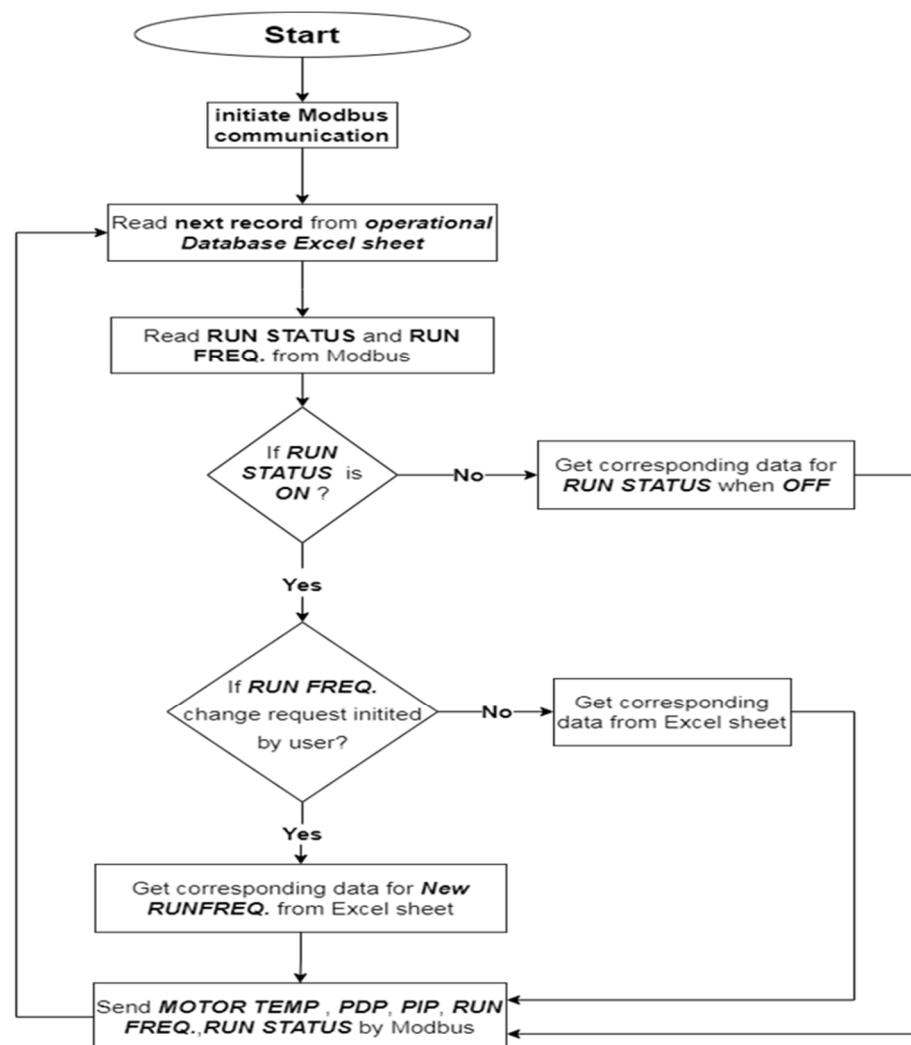 Start
initiate Modbus
communication
Read next record from operational
Database Excel sheet
Read RUN STATUS and RUN
FREQ. from Modbus
If RUN
STATUS is
ON ?
No
Get corresponding data for
RUN STATUS when OFF
Yes
If RUN FREQ.
change request initited
by user?
No
Get corresponding
data from Excel sheet
Yes
Get corresponding data for New
RUNFREQ. from Excel sheet
Send MOTOR TEMP , PDP, PIP, RUN
FREQ.,RUN STATUS by Modbus